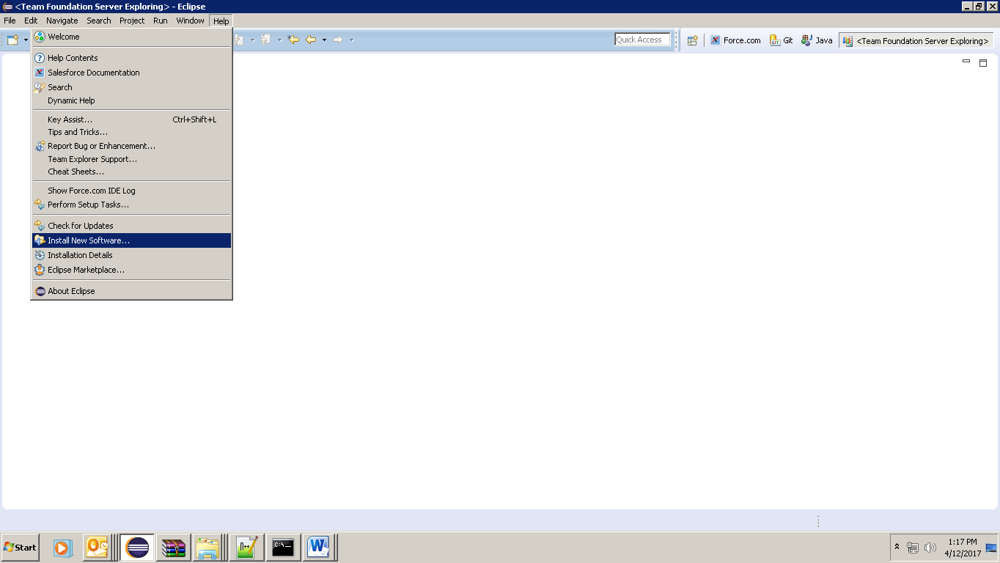 <Team Foundation Server Exploring> - Eclipse
File Edit Navigate Search Project Run Window Help
Quick Access Force.com Git Java <Team Foundation Server Exploring>
Welcome
Help Contents
Salesforce Documentation
Search
Dynamic Help
Key Assist... Ctrl+Shift+L
Tips and Tricks...
Report Bug or Enhancement...
Team Explorer Support...
Cheat Sheets...
Show Force.com IDE Log
Perform Setup Tasks...
Check for Updates
Install New Software...
Installation Details
Eclipse Marketplace...
About Eclipse
Start
C:\
1:17 PM
4/12/2017